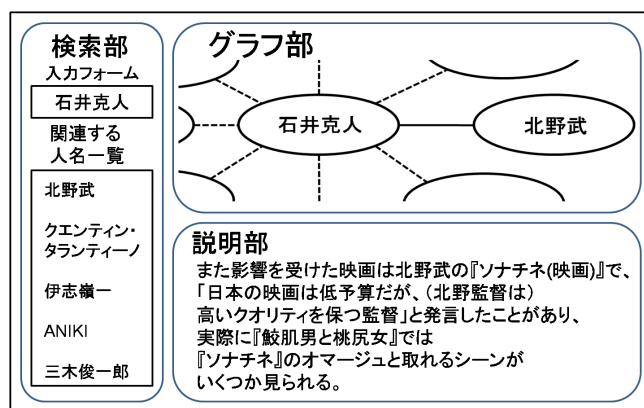 検索部
入力フォーム
石井克人
関連する
人名一覧
北野武
クエンティン・
タランティーノ
伊志嶺一
ANIKI
三木俊一郎
グラフ部
石井克人
北野武
説明部
また影響を受けた映画は北野武の『ソナチネ(映画)』で、
「日本の映画は低予算だが、（北野監督は）
高いクオリティを保つ監督」と発言したことがあり、
実際に『鮫肌男と桃尻女』では
『ソナチネ』のオマージュと取れるシーンが
いくつか見られる。